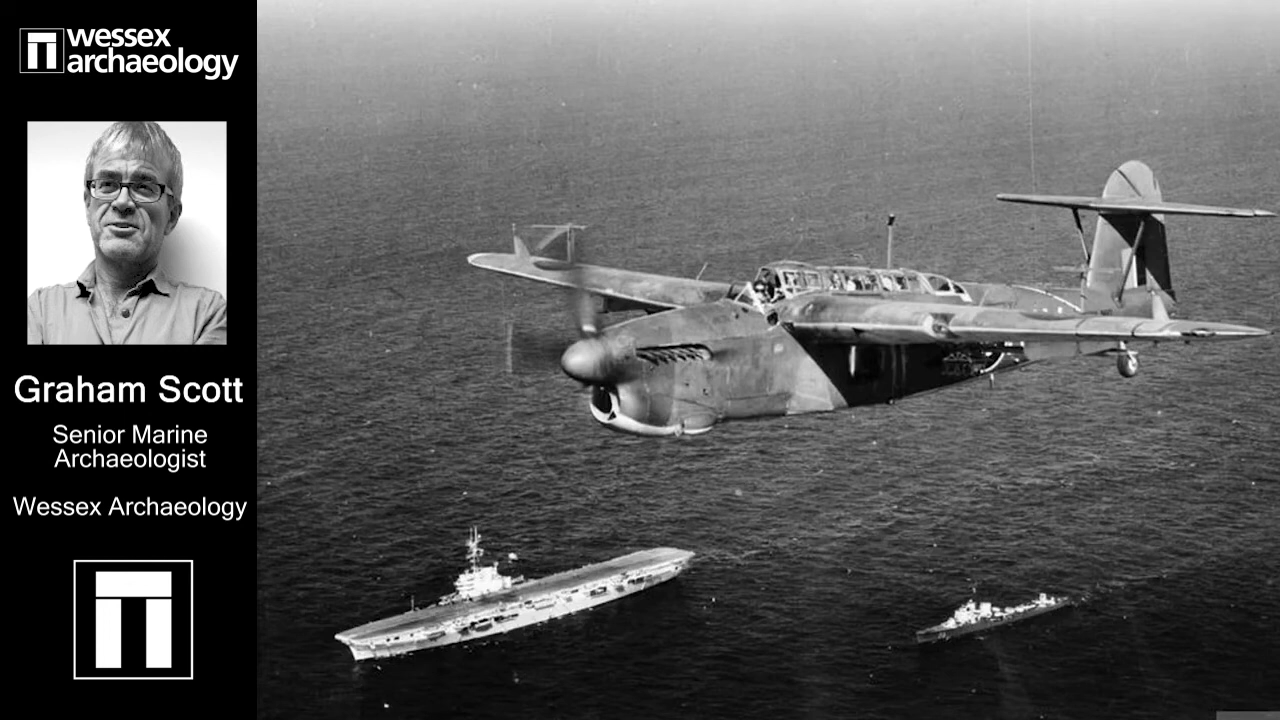 wessex
archaeology
Graham Scott
Senior Marine
Archaeologist
Wessex Archaeology